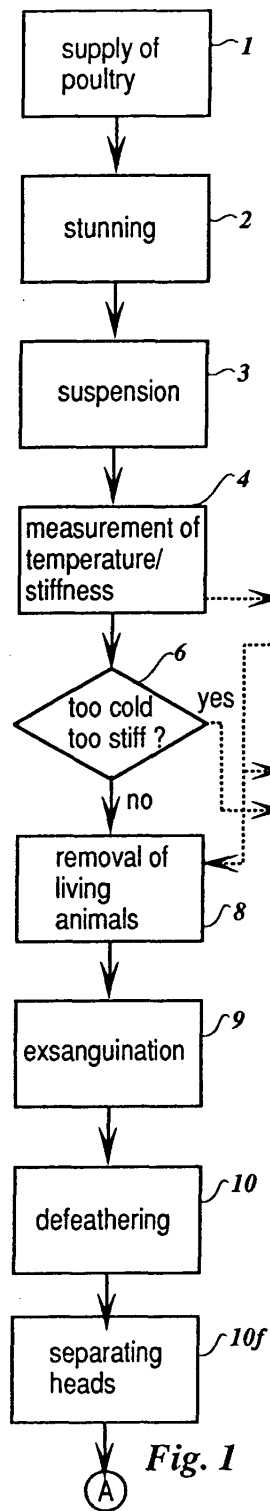 supply of
poultry
1
stunning
2
suspension
3
4
measurement of
temperature/
stiffness
6
too cold
too stiff ?
yes
no
removal of
living
animals
8
exsanguination
9
defeathering
10
separating
heads
10f
Fig. 1
A